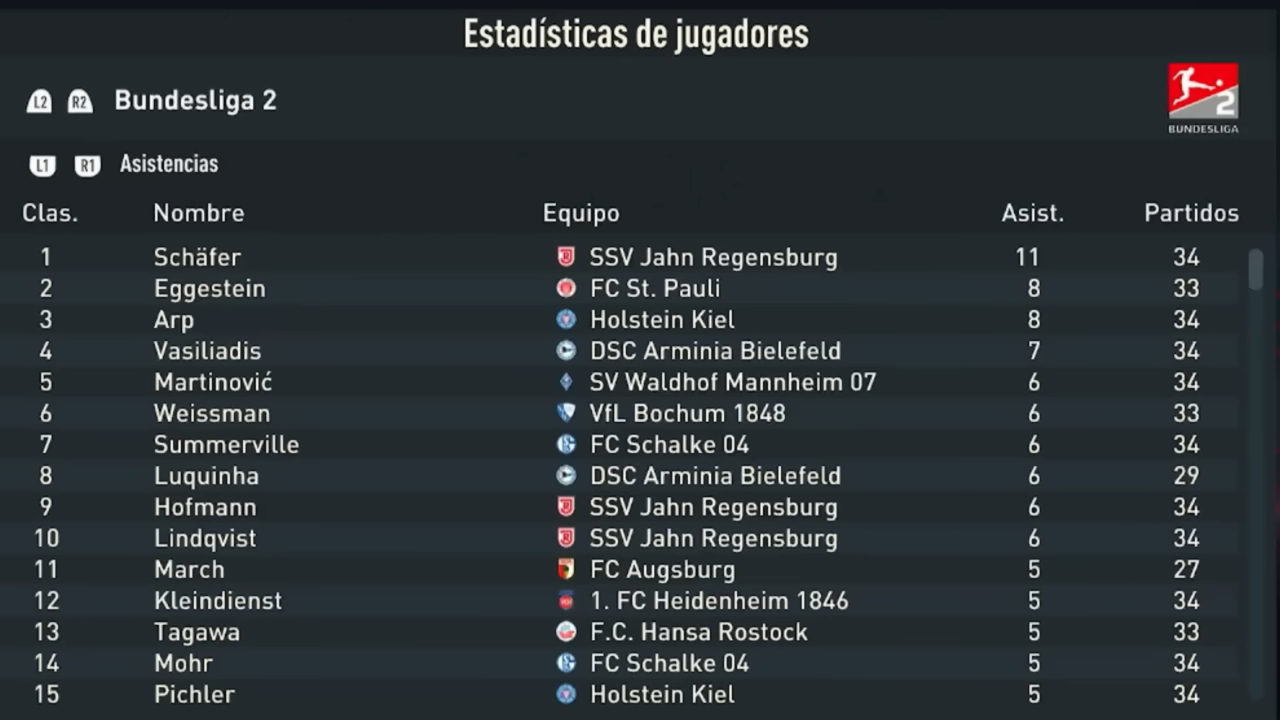 Estadísticas de jugadores
L2 R2 Bundesliga 2
2
BUNDESLIGA
L1 R1 Asistencias
Clas. Nombre Equipo Asist. Partidos
1 Schäfer SSV Jahn Regensburg 11 34
2 Eggestein FC St. Pauli 8 33
3 Arp Holstein Kiel 8 34
4 Vasiliadis DSC Arminia Bielefeld 7 34
5 Martinović SV Waldhof Mannheim 07 6 34
6 Weissman VfL Bochum 1848 6 33
7 Summerville FC Schalke 04 6 34
8 Luquinha DSC Arminia Bielefeld 6 29
9 Hofmann SSV Jahn Regensburg 6 34
10 Lindqvist SSV Jahn Regensburg 6 34
11 March FC Augsburg 5 27
12 Kleindienst 1. FC Heidenheim 1846 5 34
13 Tagawa F.C. Hansa Rostock 5 33
14 Mohr FC Schalke 04 5 34
15 Pichler Holstein Kiel 5 34